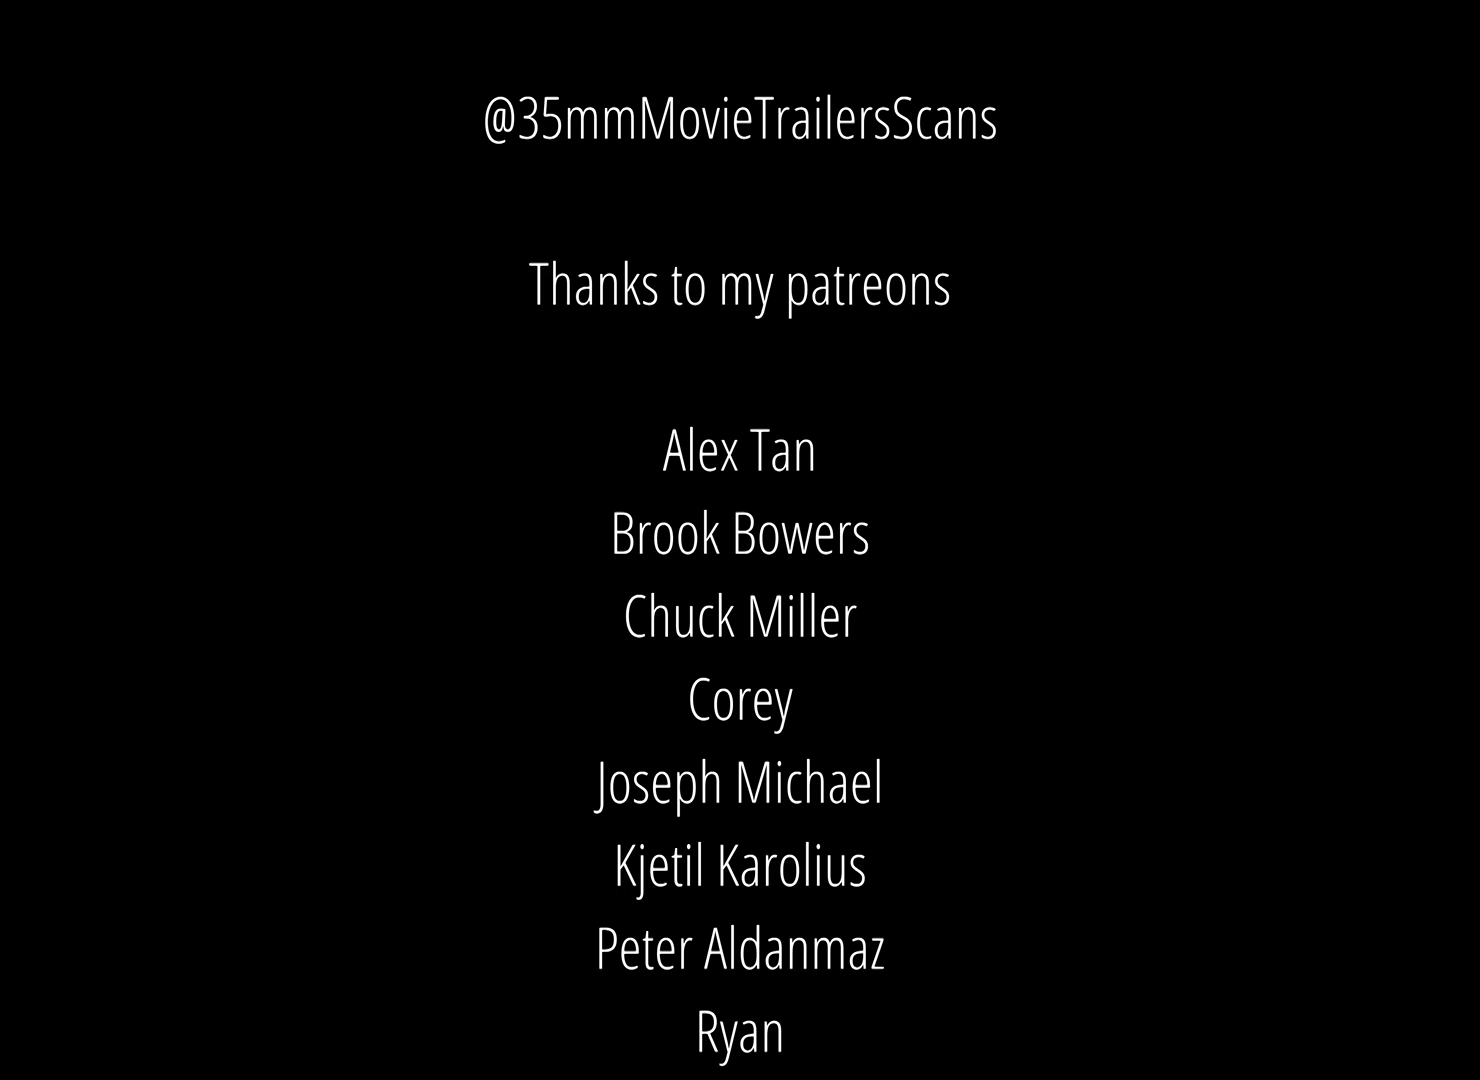 @35mmMovieTrailersScans
Thanks to my patreons
Alex Tan
Brook Bowers
Chuck Miller
Corey
Joseph Michael
Kjetil Karolius
Peter Aldanmaz
Ryan